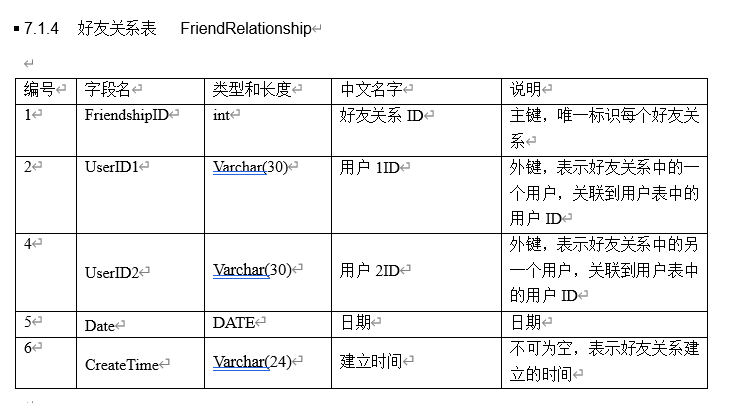 7.1.4 好友关系表 FriendRelationship
编号 字段名 类型和长度 中文名字 说明
1 FriendshipID int 好友关系 ID 主键，唯一标识每个好友关
系
2 UserID1 Varchar(30) 用户 1ID 外键，表示好友关系中的一
个用户，关联到用户表中的
用户 ID
4 UserID2 Varchar(30) 用户 2ID 外键，表示好友关系中的另
一个用户，关联到用户表中
的用户 ID
5 Date DATE 日期 日期
6 CreateTime Varchar(24) 建立时间 不可为空，表示好友关系建
立的时间